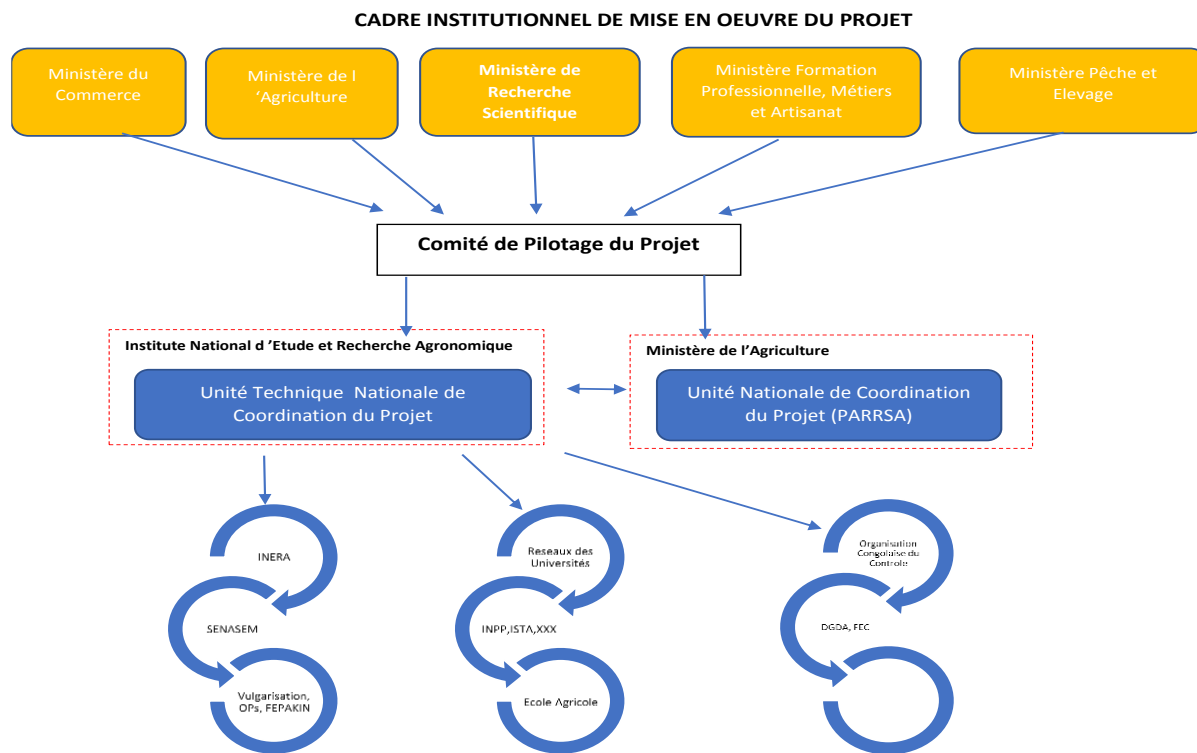 CADRE INSTITUTIONNEL DE MISE EN OEUVRE DU PROJET
Ministère du
Commerce
Ministère de l
‘Agriculture
Ministère de
Recherche
Scientifique
Ministère Formation
Professionnelle, Métiers
et Artisanat
Ministère Pêche et
Elevage
Comité de Pilotage du Projet
Institute National d ’Etude et Recherche Agronomique
Unité Technique Nationale de
Coordination du Projet
Ministère de l’Agriculture
Unité Nationale de Coordination
du Projet (PARRSA)
INERA
SENASEM
Vulgarisation,
OPs, FEPAKIN
Reseaux des
Universités
INPP,ISTA,XXX
Ecole Agricole
Organisation
Congolaise du
Controle
DGDA, FEC